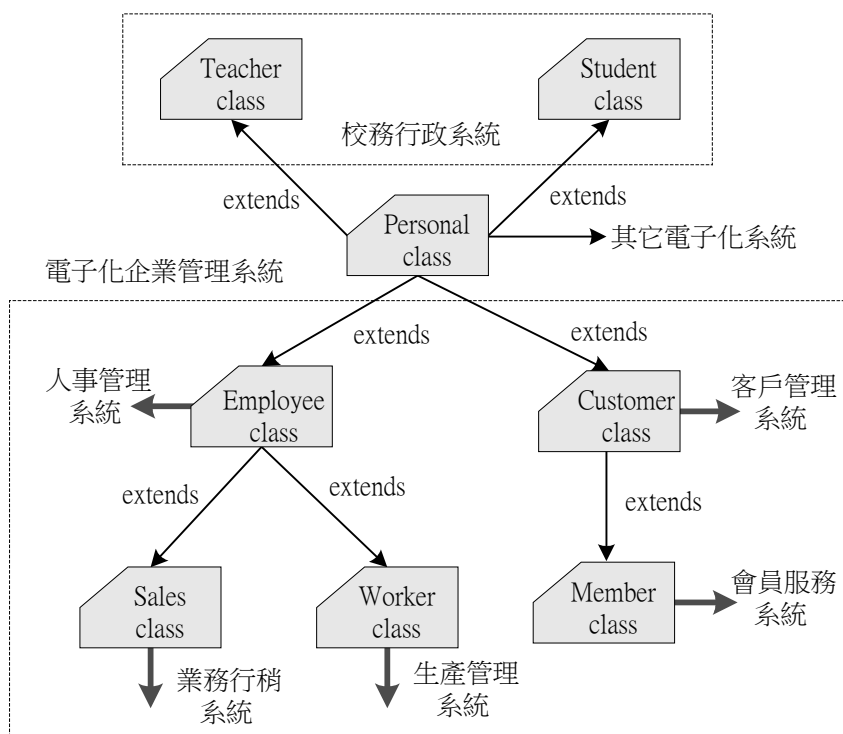 Teacher
class
Student
class
校務行政系統
extends
extends
Personal
class
其它電子化系統
電子化企業管理系統
extends
extends
人事管理
系統
Employee
class
Customer
class
客戶管理
系統
extends
extends
extends
Sales
class
Worker
class
Member
class
會員服務
系統
業務行稍
系統
生產管理
系統